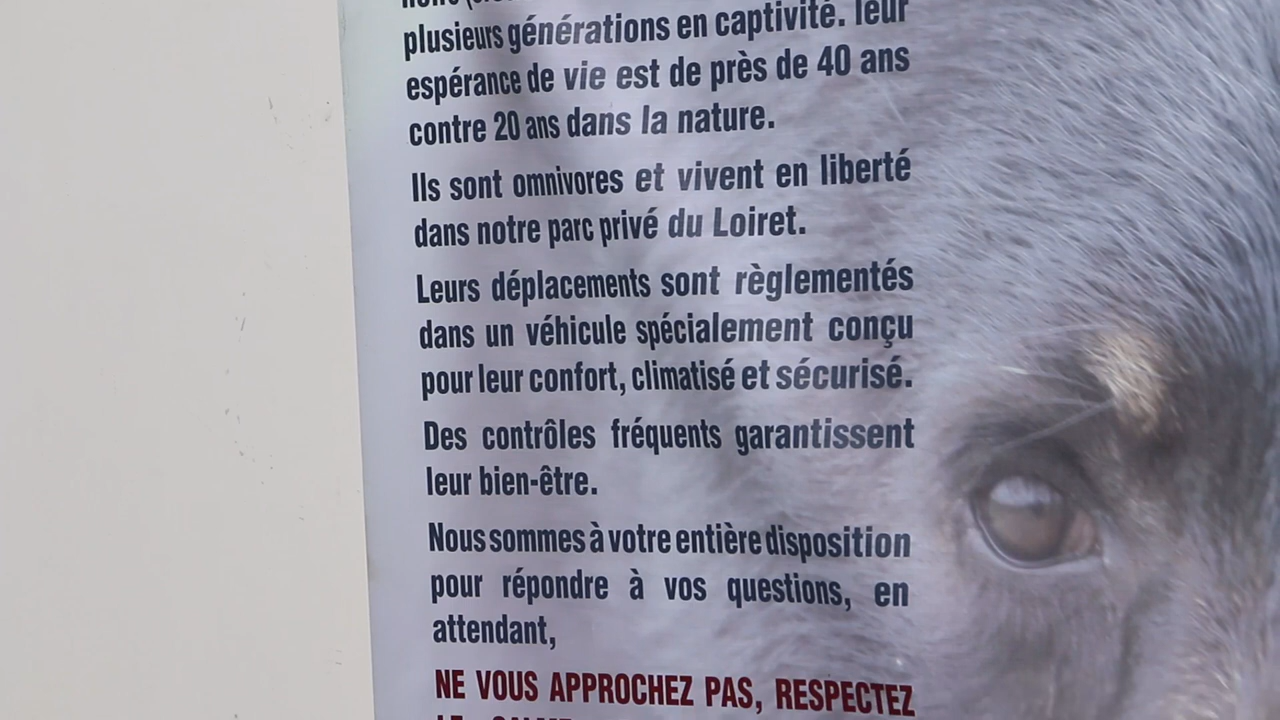 plusieurs générations en captivité. leur
espérance de vie est de près de 40 ans
contre 20 ans dans la nature.
Ils sont omnivores et vivent en liberté
dans notre parc privé du Loiret.
Leurs déplacements sont règlementés
dans un véhicule spécialement conçu
pour leur confort, climatisé et sécurisé.
Des contrôles fréquents garantissent
leur bien-être.
Nous sommes à votre entière disposition
pour répondre à vos questions, en
attendant,
NE VOUS APPROCHEZ PAS, RESPECTEZ